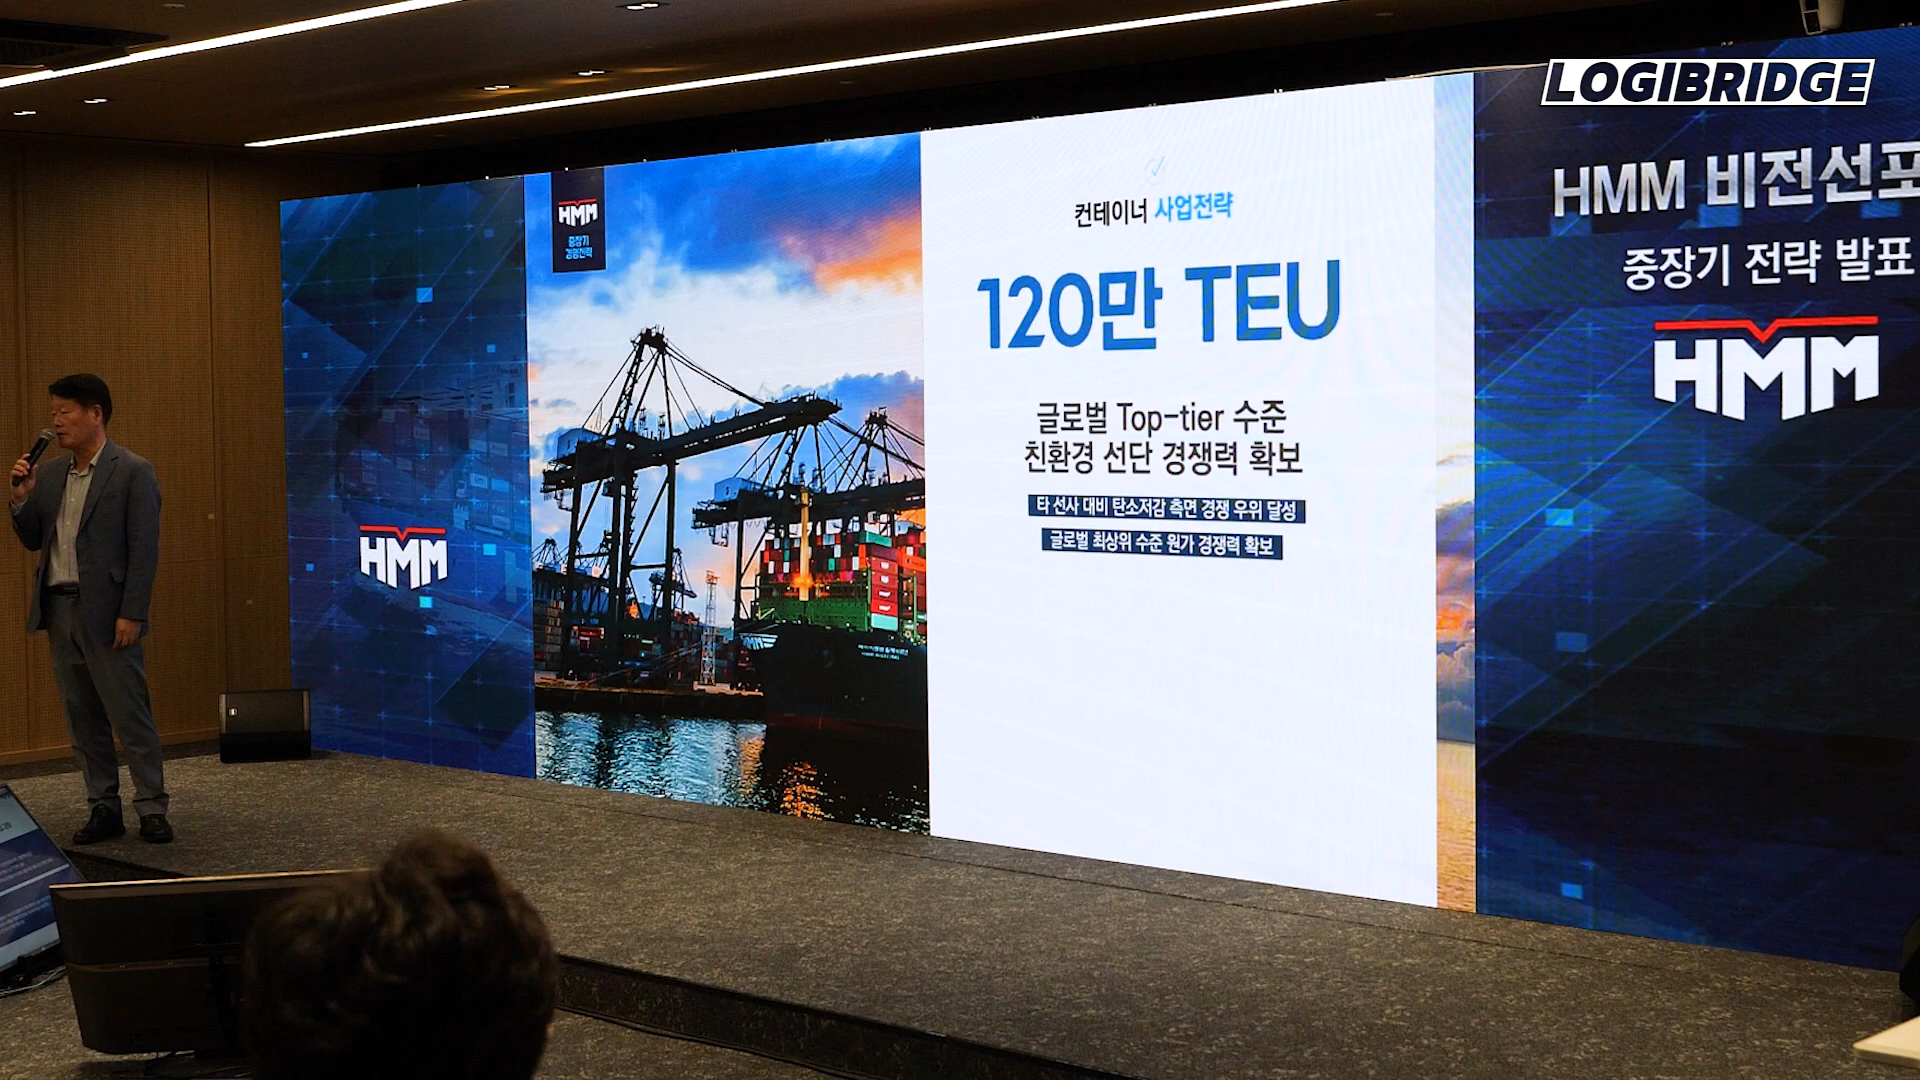 LOGIBRIDGE
HMM
중장기
경영전략
컨테이너 사업전략
120만 TEU
글로벌 Top-tier 수준
친환경 선단 경쟁력 확보
타 선사 대비 탄소저감 측면 경쟁 우위 달성
글로벌 최상위 수준 원가 경쟁력 확보
HMM 비전선포
중장기 전략 발표
HMM
HMM